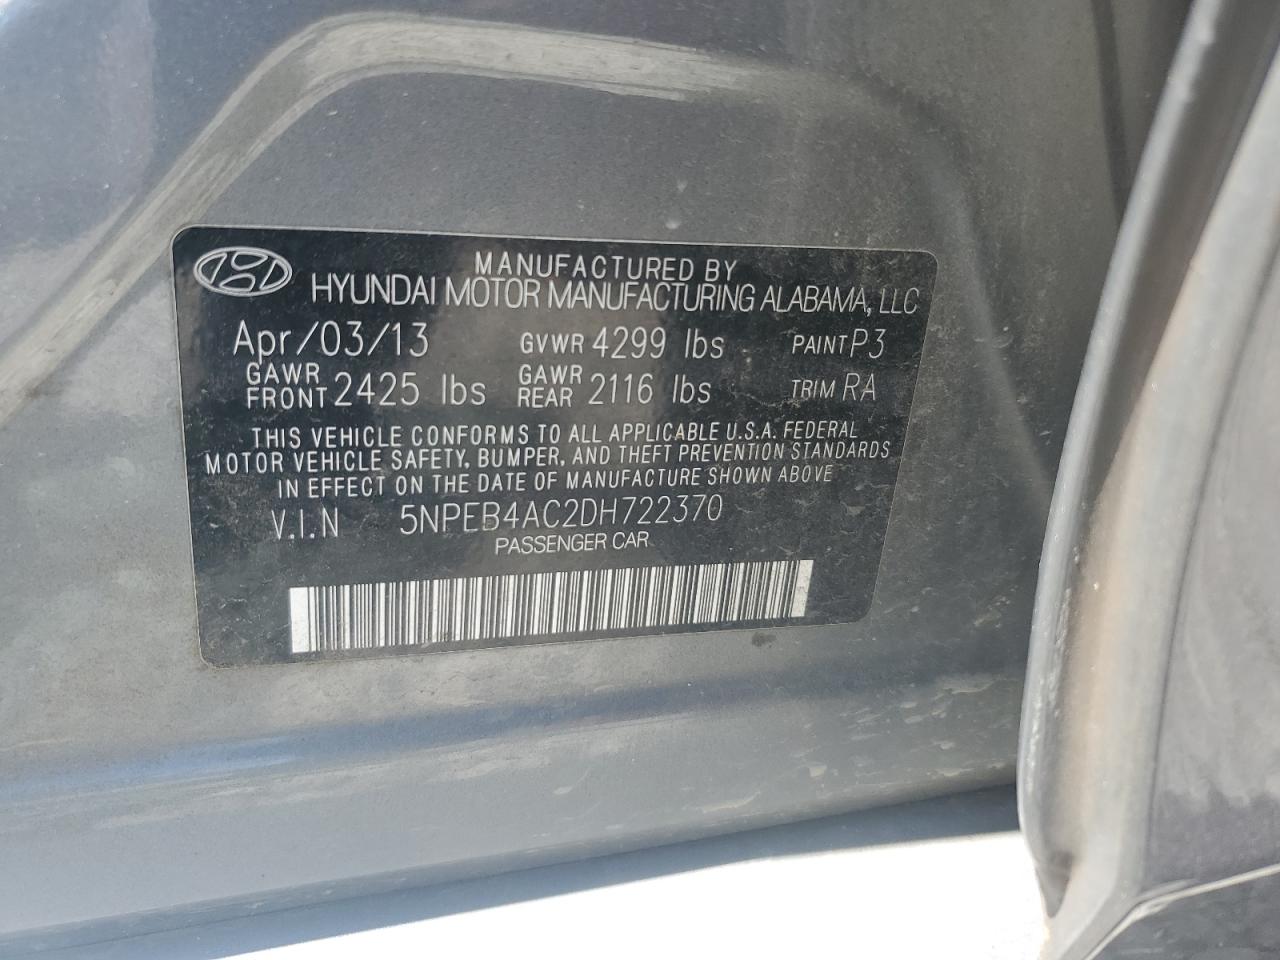 MANUFACTURED BY
HYUNDAI MOTOR MANUFACTURING ALABAMA, LLC
Apr/03/13 GVWR 4299 lbs PAINT P3
GAWR FRONT 2425 lbs GAWR REAR 2116 lbs TRIM RA
THIS VEHICLE CONFORMS TO ALL APPLICABLE U.S.A. FEDERAL
MOTOR VEHICLE SAFETY, BUMPER, AND THEFT PREVENTION STANDARDS
IN EFFECT ON THE DATE OF MANUFACTURE SHOWN ABOVE
V.I.N 5NPEB4AC2DH722370
PASSENGER CAR